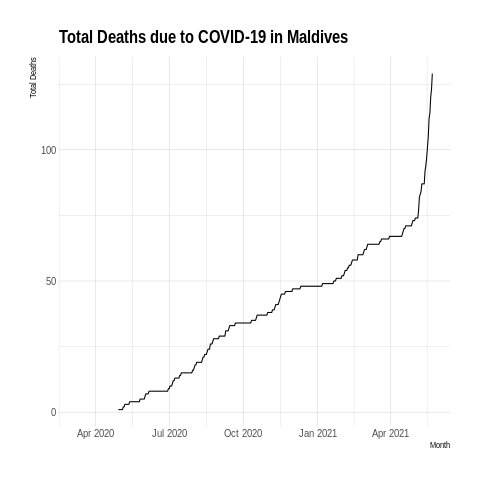 Total Deaths due to COVID-19 in Maldives
Total Deaths
100
50
0
Apr 2020 Jul 2020 Oct 2020 Jan 2021 Apr 2021
Month